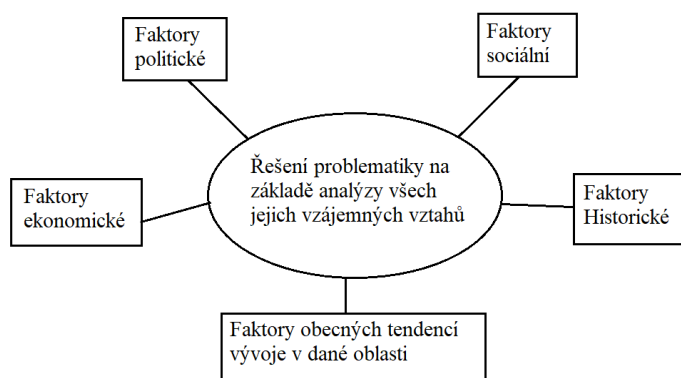 Faktory
politické
Faktory
sociální
Řešení problematiky na
základě analýzy všech
jejich vzájemných vztahů
Faktory
ekonomické
Faktory
Historické
Faktory obecných tendencí
vývoje v dané oblasti